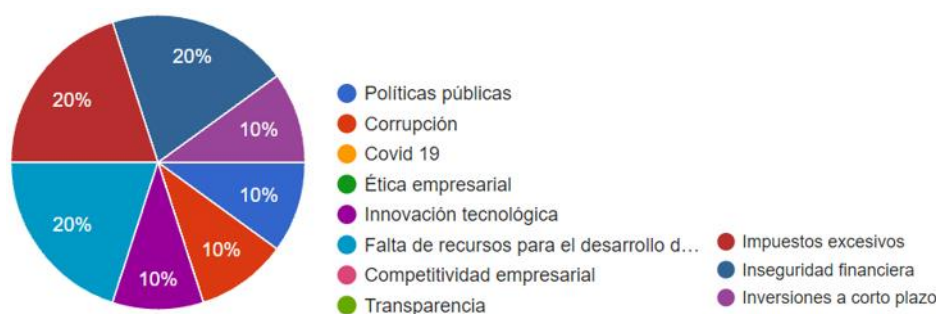 20%
20%
10%
20%
10%
10%
10%
Políticas públicas
Corrupción
Covid 19
Ética empresarial
Innovación tecnológica
Falta de recursos para el desarrollo d…
Competitividad empresarial
Transparencia
Impuestos excesivos
Inseguridad financiera
Inversiones a corto plazo